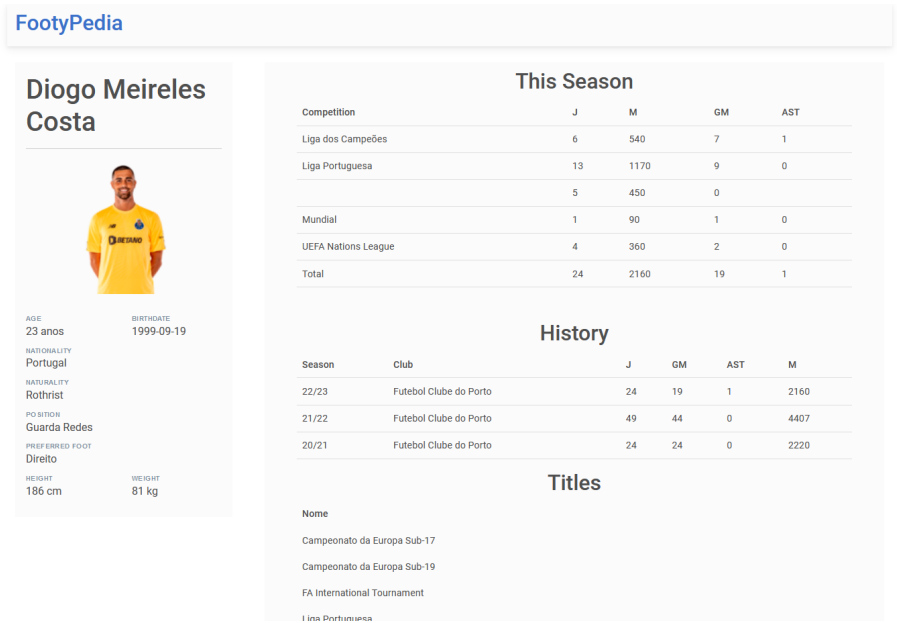 FootyPedia
Diogo Meireles
Costa
BETANO
AGE BIRTHDATE
23 anos 1999-09-19
NATIONALITY
Portugal
NATURALITY
Rothrist
POSITION
Guarda Redes
PREFERRED FOOT
Direito
HEIGHT WEIGHT
186 cm 81 kg
This Season
Competition J M GM AST
Liga dos Campeões 6 540 7 1
Liga Portuguesa 13 1170 9 0
5 450 0
Mundial 1 90 1 0
UEFA Nations League 4 360 2 0
Total 24 2160 19 1
History
Season Club J GM AST M
22/23 Futebol Clube do Porto 24 19 1 2160
21/22 Futebol Clube do Porto 49 44 0 4407
20/21 Futebol Clube do Porto 24 24 0 2220
Titles
Nome
Campeonato da Europa Sub-17
Campeonato da Europa Sub-19
FA International Tournament
Liga Portuguesa